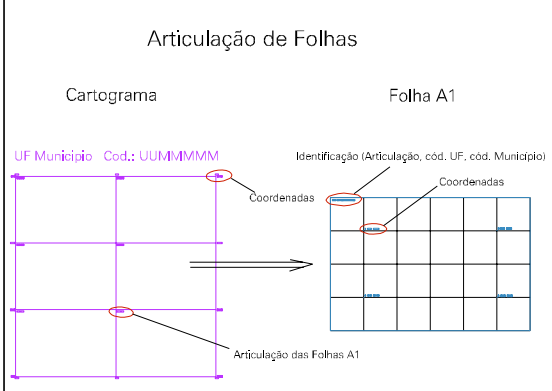 Articulação de Folhas
Cartograma
Folha A1
UF Município Cod.: UUMMMMM
Identificação (Articulação, cód. UF, cód. Município)
Coordenadas
Coordenadas
Articulação das Folhas A1